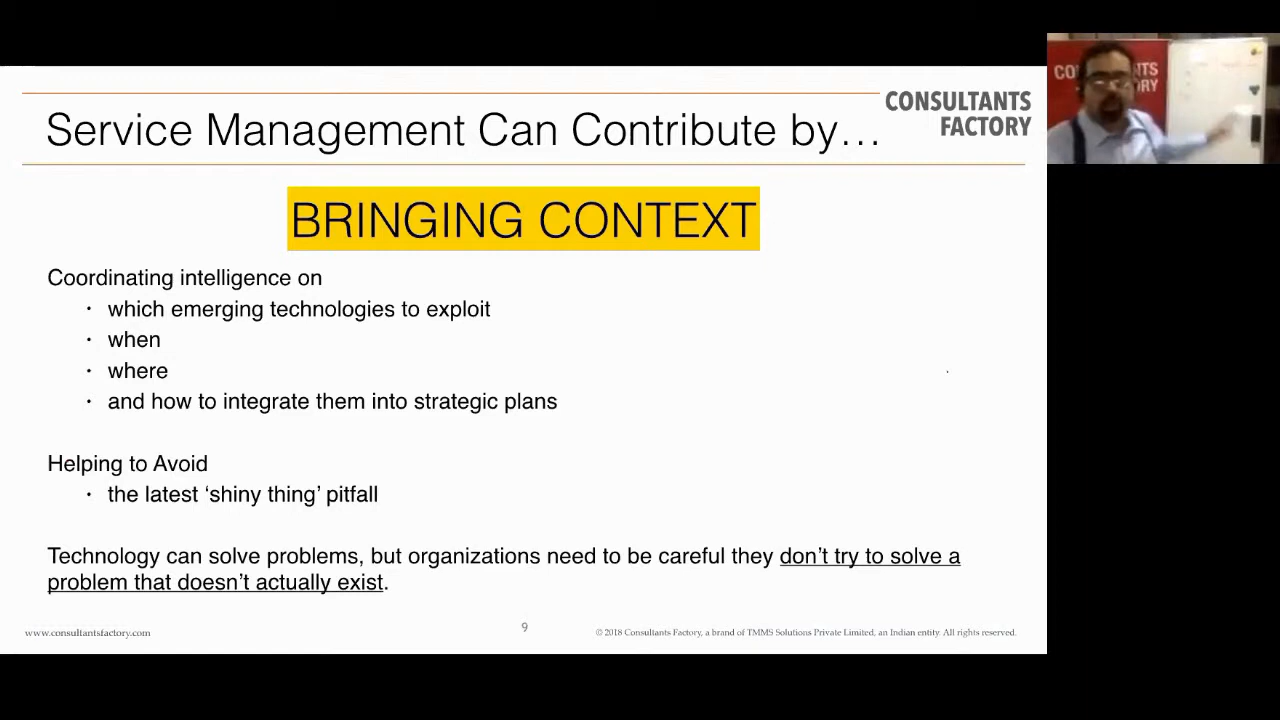 Service Management Can Contribute by…
CONSULTANTS
FACTORY
BRINGING CONTEXT
Coordinating intelligence on
• which emerging technologies to exploit
• when
• where
• and how to integrate them into strategic plans
Helping to Avoid
• the latest ‘shiny thing’ pitfall
Technology can solve problems, but organizations need to be careful they don’t try to solve a
problem that doesn’t actually exist.
www.consultantsfactory.com
9
© 2018 Consultants Factory, a brand of TMMS Solutions Private Limited, an Indian entity. All rights reserved.